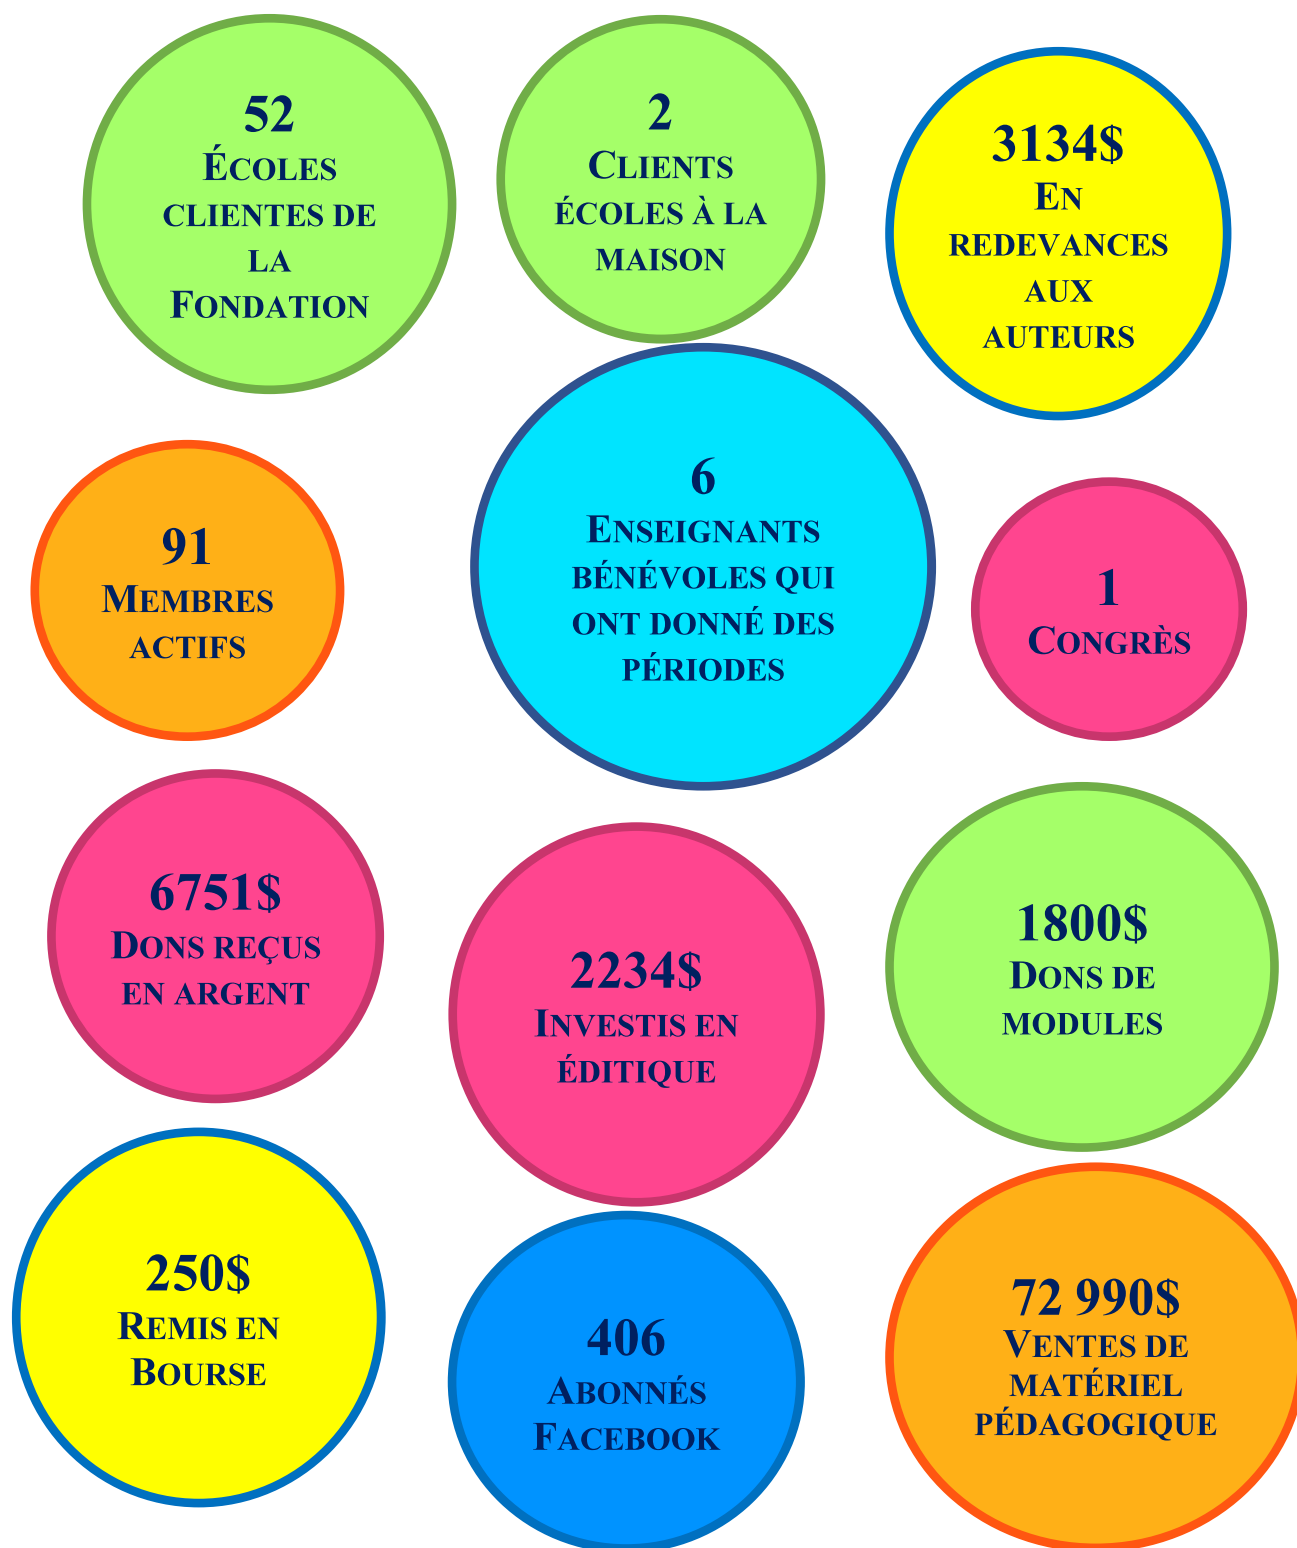 52
Écoles
clientes de
la
Fondation
2
Clients
écoles à la
maison
3134$
En
redevances
aux
auteurs
91
Membres
actifs
6
Enseignants
bénévoles qui
ont donné des
périodes
1
Congrès
6751$
Dons reçus
en argent
2234$
Investis en
éditique
1800$
Dons de
modules
250$
Remis en
Bourse
406
Abonnés
Facebook
72 990$
Ventes de
matériel
pédagogique